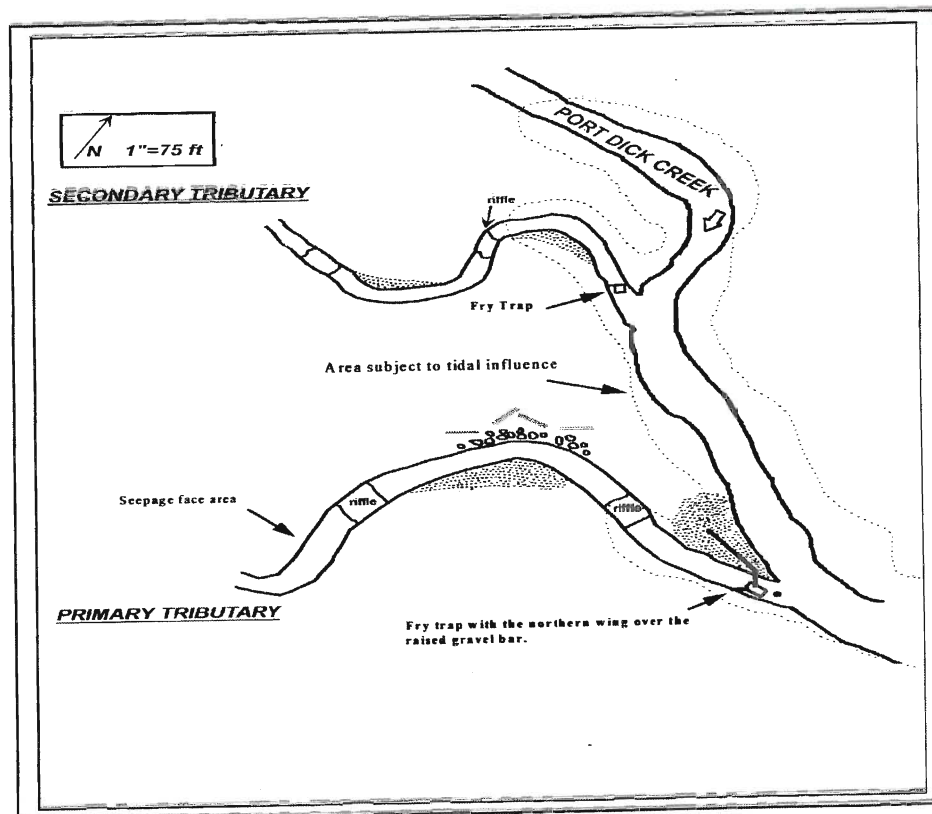 PORT DICK CREEK
N 1"=75 ft
SECONDARY TRIBUTARY
riffle
Fry Trap
Area subject to tidal influence
Seepage face area
riffle
riffle
PRIMARY TRIBUTARY
Fry trap with the northern wing over the
raised gravel bar.